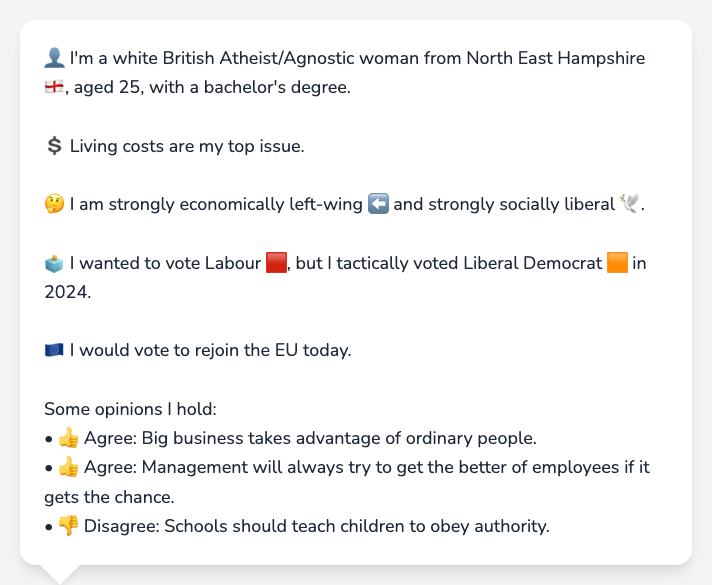 👤 I'm a white British Atheist/Agnostic woman from North East Hampshire
🏴󠁧󠁢󠁥󠁮󠁧󠁿, aged 25, with a bachelor's degree.
💲 Living costs are my top issue.
🤔 I am strongly economically left-wing ⬅️ and strongly socially liberal 🕊️.
🗳️ I wanted to vote Labour 🟥, but I tactically voted Liberal Democrat 🟧 in
2024.
🇪🇺 I would vote to rejoin the EU today.
Some opinions I hold:
• 👍 Agree: Big business takes advantage of ordinary people.
• 👍 Agree: Management will always try to get the better of employees if it
gets the chance.
• 👎 Disagree: Schools should teach children to obey authority.